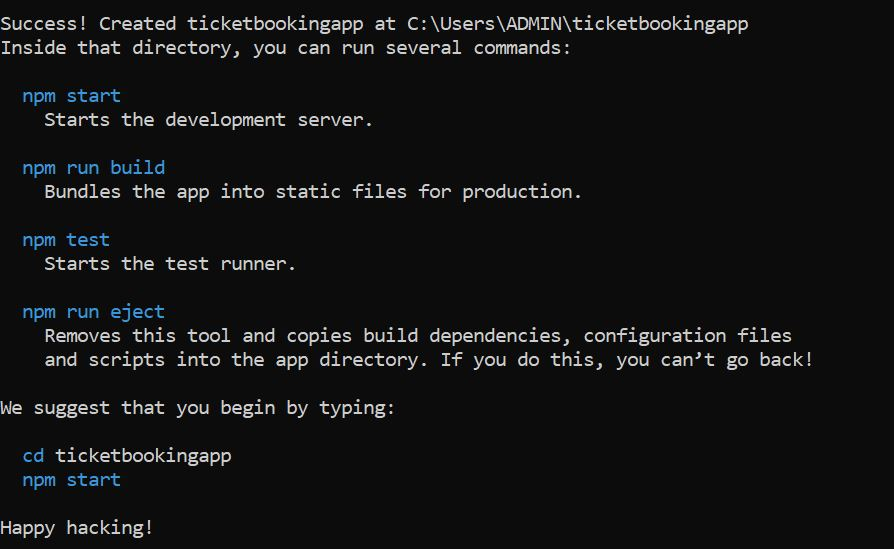 Success! Created ticketbookingapp at C:\Users\ADMIN\ticketbookingapp
Inside that directory, you can run several commands:
npm start
Starts the development server.
npm run build
Bundles the app into static files for production.
npm test
Starts the test runner.
npm run eject
Removes this tool and copies build dependencies, configuration files
and scripts into the app directory. If you do this, you can’t go back!
We suggest that you begin by typing:
cd ticketbookingapp
npm start
Happy hacking!